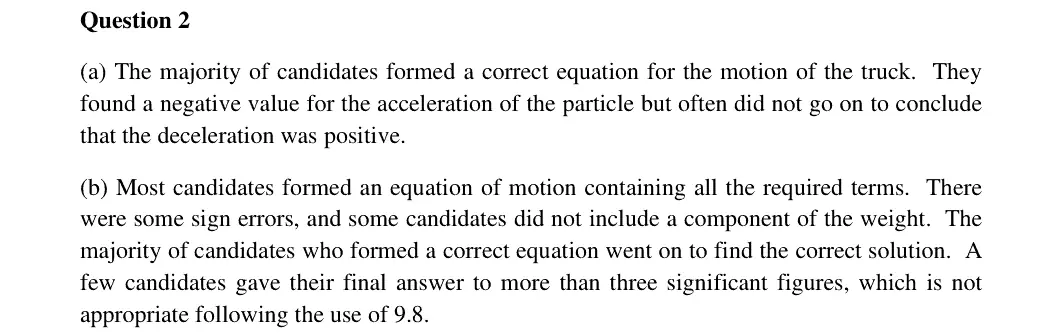 Question 2
(a) The majority of candidates formed a correct equation for the motion of the truck. They
found a negative value for the acceleration of the particle but often did not go on to conclude
that the deceleration was positive.
(b) Most candidates formed an equation of motion containing all the required terms. There
were some sign errors, and some candidates did not include a component of the weight. The
majority of candidates who formed a correct equation went on to find the correct solution. A
few candidates gave their final answer to more than three significant figures, which is not
appropriate following the use of 9.8.